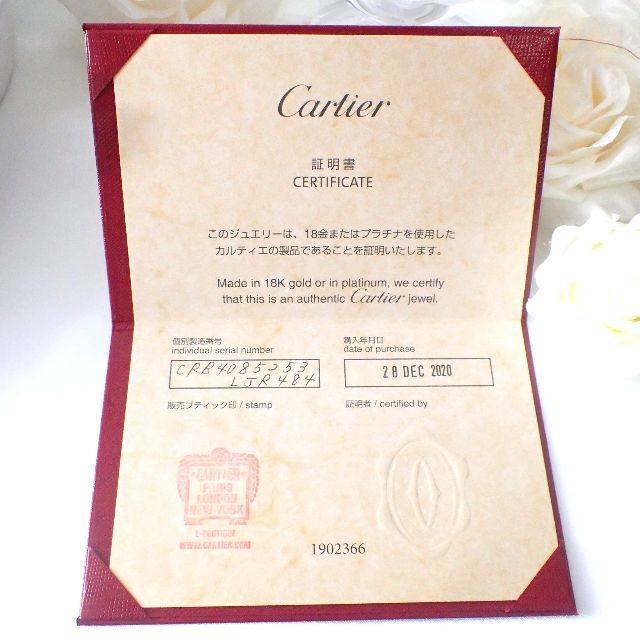 Cartier
証明書
CERTIFICATE
このジュエリーは、18金またはプラチナを使用した
カルティエの製品であることを証明いたします。
Made in 18K gold or in platinum, we certify
that this is an authentic Cartier jewel.
個別製造番号
individual serial number
CRB4085253
LJR484
購入年月日
date of purchase
28 DEC 2020
販売ブティック印 / stamp
証明者 / certified by
CARTIER
PARIS
LONDON
NEW YORK
E-BOUTIQUE
WWW.CARTIER.COM
1902366